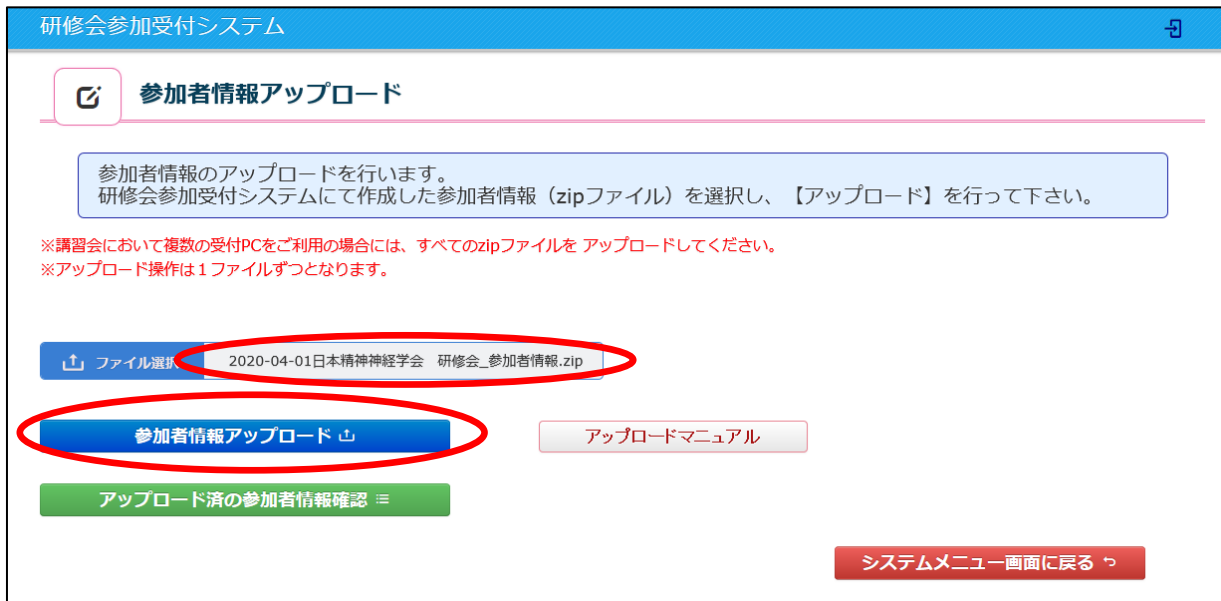 研修会参加受付システム
参加者情報アップロード
参加者情報のアップロードを行います。
研修会参加受付システムにて作成した参加者情報（zipファイル）を選択し、【アップロード】を行って下さい。
※講習会において複数の受付PCをご利用の場合には、すべてのzipファイルを アップロードしてください。
※アップロード操作は１ファイルずつとなります。
ファイル選択 2020-04-01日本精神神経学会　研修会_参加者情報.zip
参加者情報アップロード アップロードマニュアル
アップロード済の参加者情報確認
システムメニュー画面に戻る